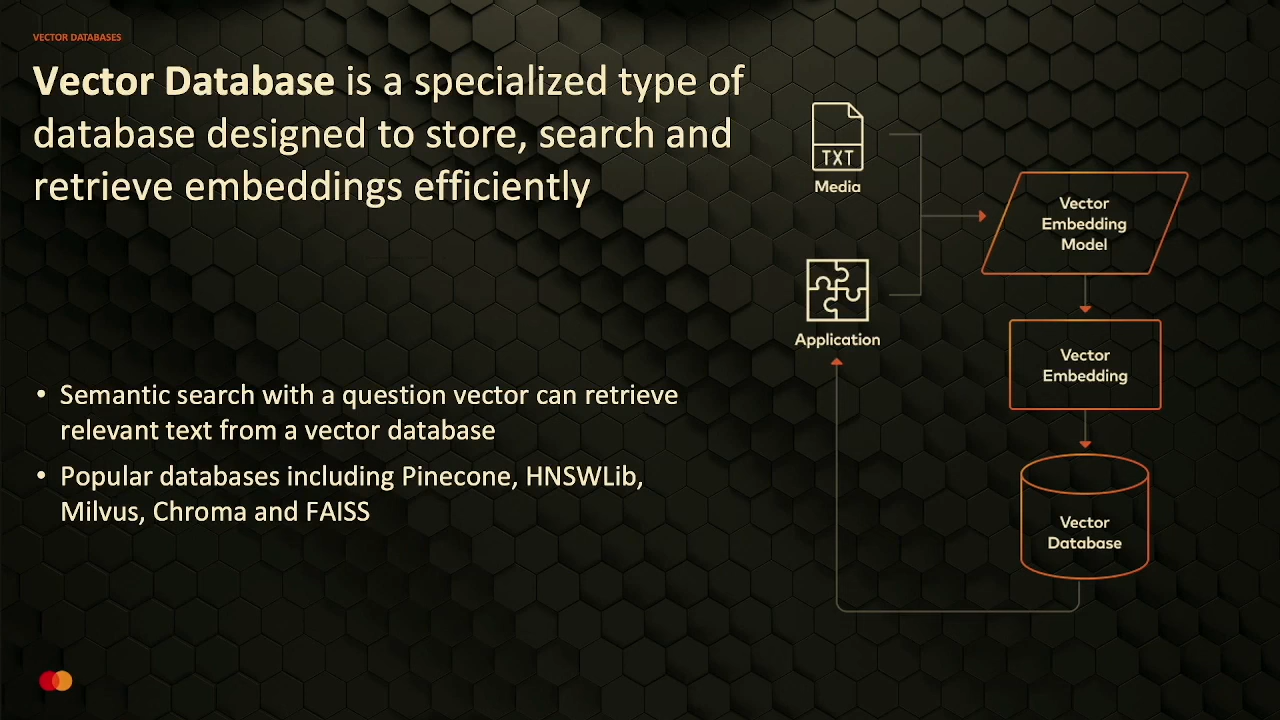 VECTOR DATABASES
Vector Database is a specialized type of
database designed to store, search and
retrieve embeddings efficiently
• Semantic search with a question vector can retrieve
relevant text from a vector database
• Popular databases including Pinecone, HNSWLib,
Milvus, Chroma and FAISS
TXT
Media
Application
Vector
Embedding
Model
Vector
Embedding
Vector
Database